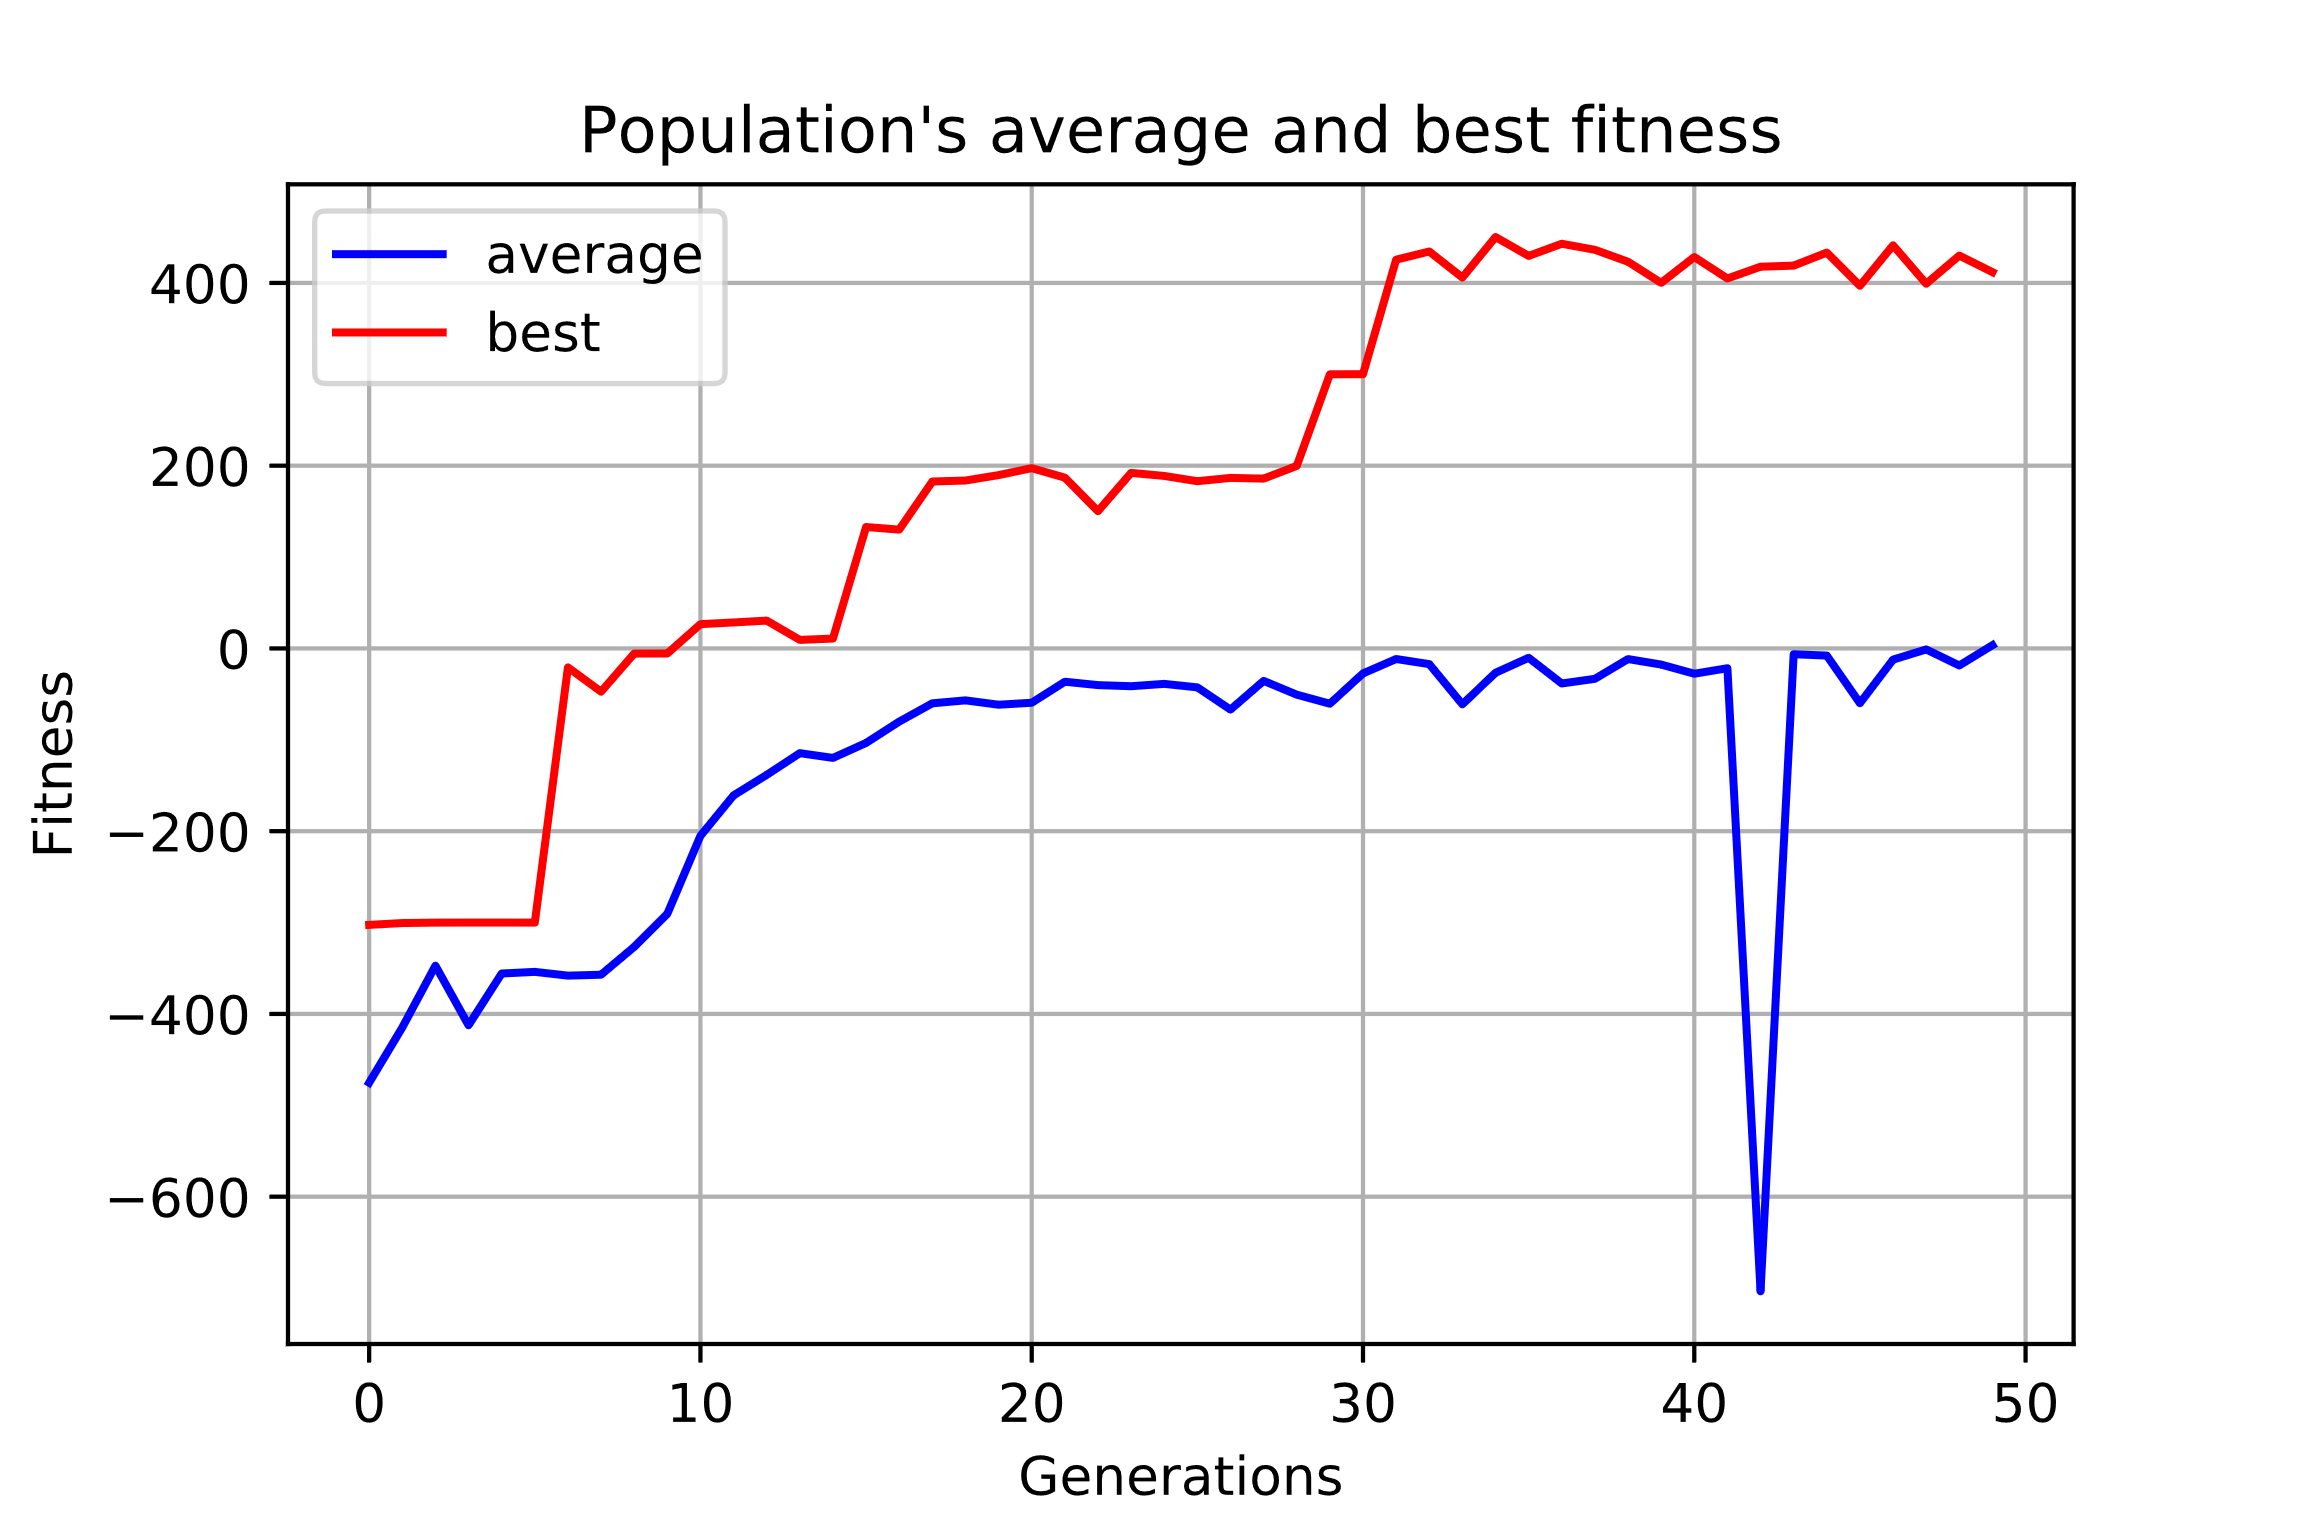 Population's average and best fitness
average
best
400
200
0
−200
−400
−600
Fitness
0 10 20 30 40 50
Generations